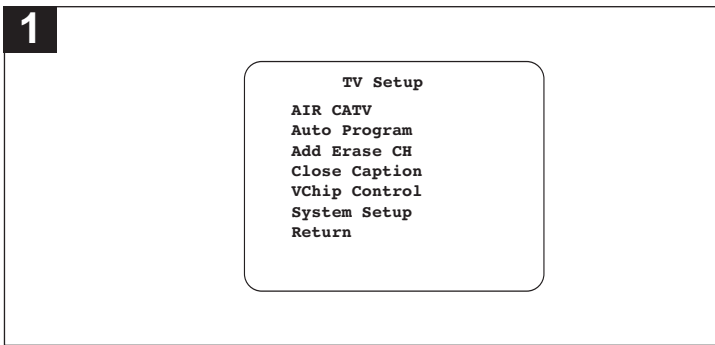 1
TV Setup
AIR CATV
Auto Program
Add Erase CH
Close Caption
VChip Control
System Setup
Return